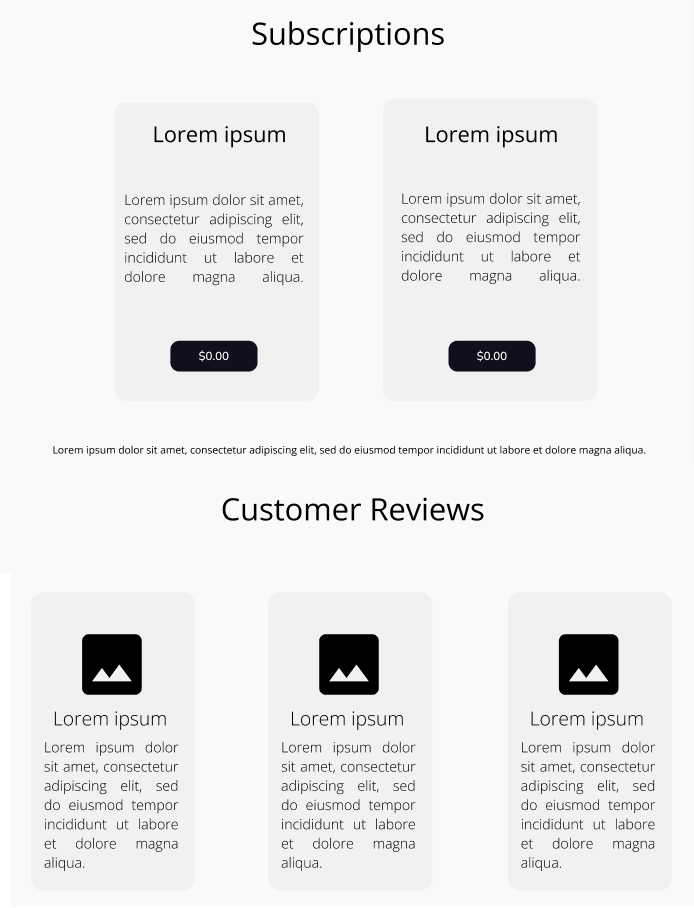 Subscriptions
Lorem ipsum
Lorem ipsum dolor sit amet,
consectetur adipiscing elit,
sed do eiusmod tempor
incididunt ut labore et
dolore magna aliqua.
$0.00
Lorem ipsum
Lorem ipsum dolor sit amet,
consectetur adipiscing elit,
sed do eiusmod tempor
incididunt ut labore et
dolore magna aliqua.
$0.00
Lorem ipsum dolor sit amet, consectetur adipiscing elit, sed do eiusmod tempor incididunt ut labore et dolore magna aliqua.
Customer Reviews
Lorem ipsum
Lorem ipsum dolor
sit amet, consectetur
adipiscing elit, sed
do eiusmod tempor
incididunt ut labore
et dolore magna
aliqua.
Lorem ipsum
Lorem ipsum dolor
sit amet, consectetur
adipiscing elit, sed
do eiusmod tempor
incididunt ut labore
et dolore magna
aliqua.
Lorem ipsum
Lorem ipsum dolor
sit amet, consectetur
adipiscing elit, sed
do eiusmod tempor
incididunt ut labore
et dolore magna
aliqua.